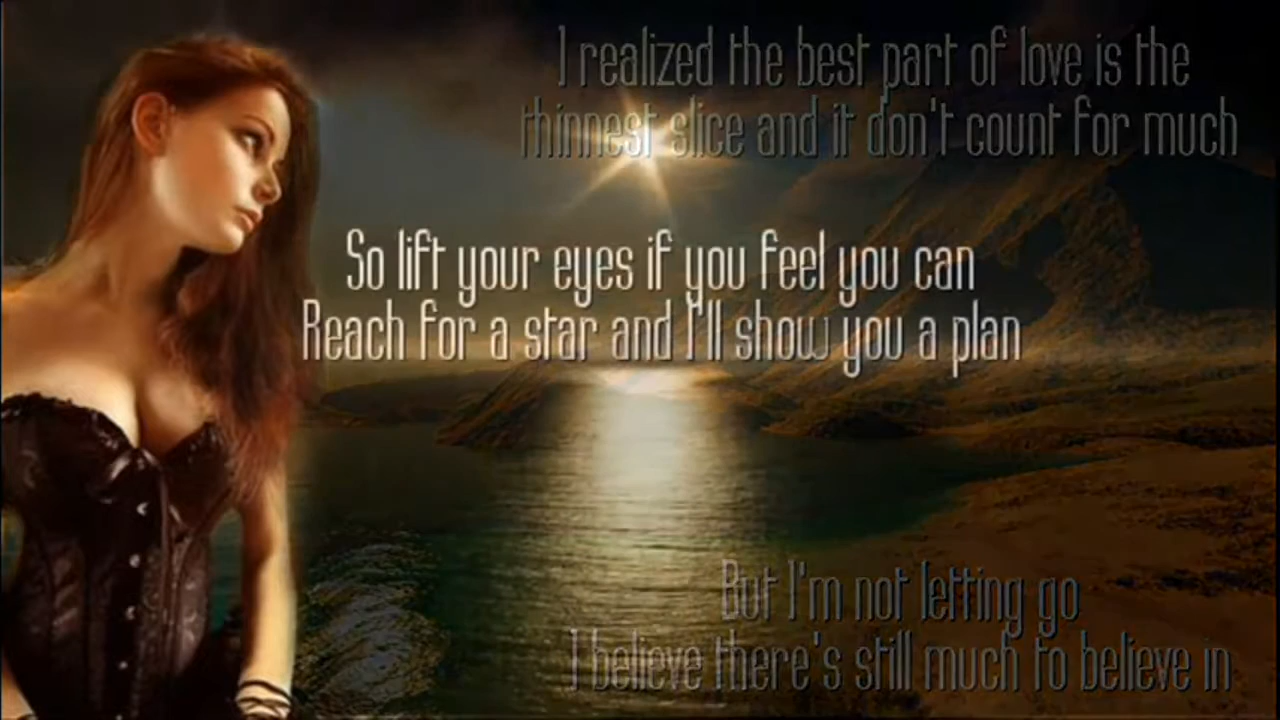 I realized the best part of love is the
thinnest slice and it don't count for much
So lift your eyes if you feel you can
Reach for a star and I'll show you a plan
But I'm not letting go
I believe there's still much to believe in